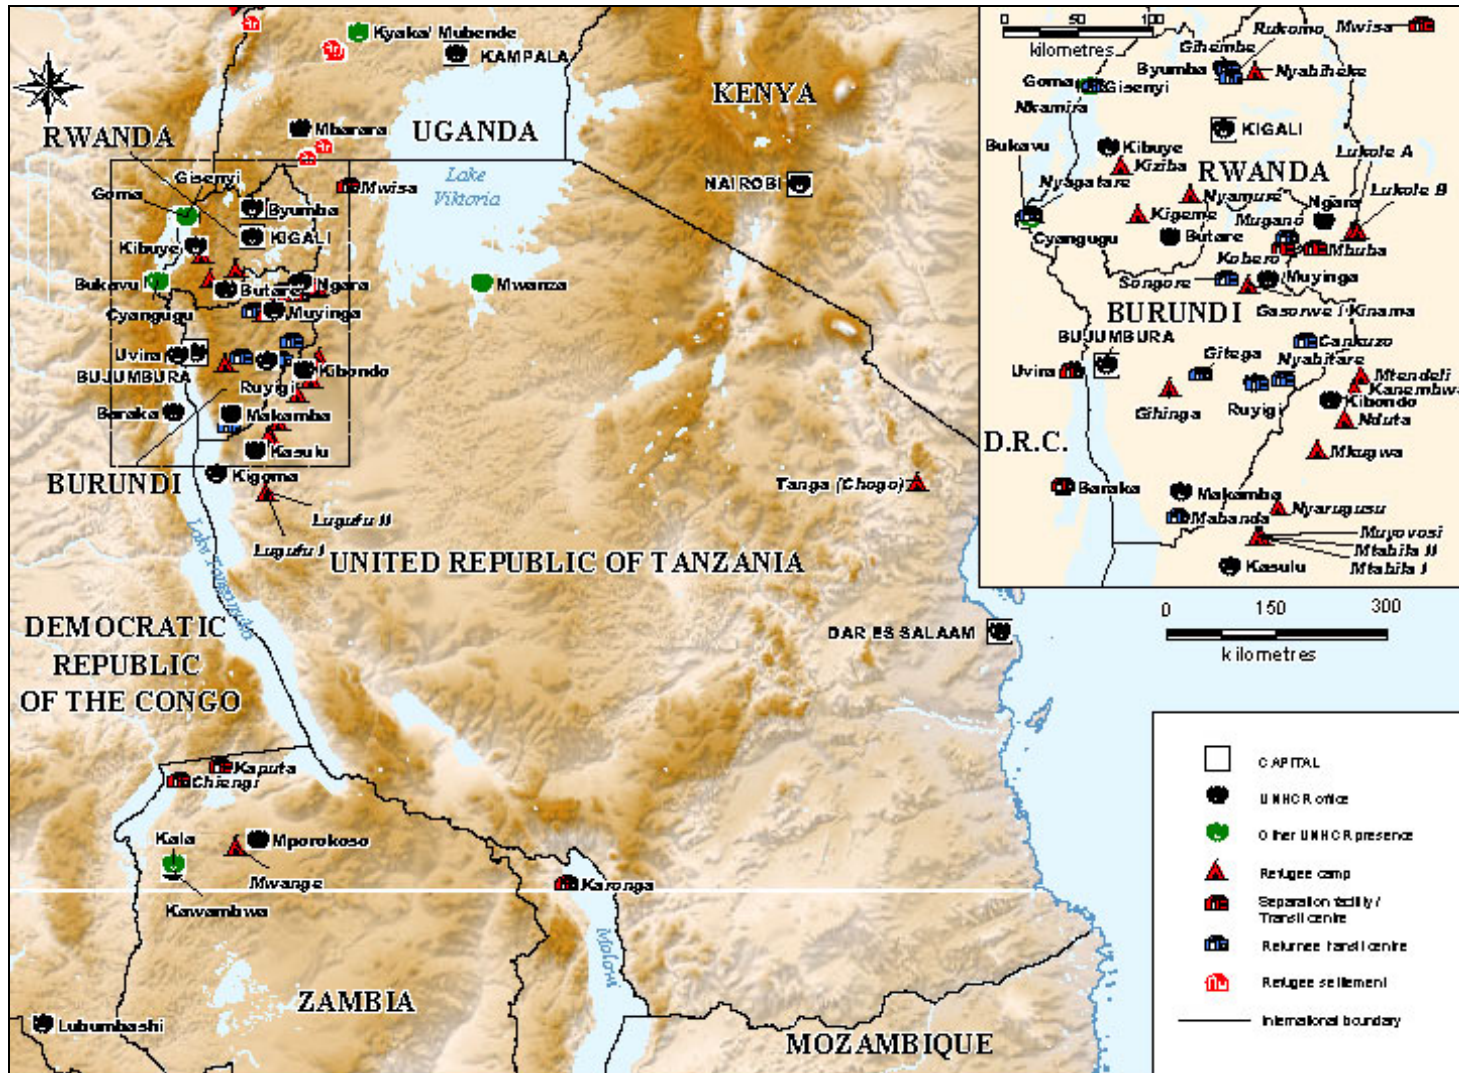 Kyaka/ Mubende
KAMPALA
KENYA
RWANDA
Mbarara
UGANDA
Gisenyi
Goma
Mwisa
Lake
Viktoria
NAIROBI
Byumba
KIGALI
Kibuye
Bukavu
Butare
Ngara
Mwanza
Cyangugu
Muyinga
Uvira
BUJUMBURA
Kibondo
Ruyigi
Baraka
Makamba
Kasulu
BURUNDI
Kigoma
Lugufu II
Lugufu I
Tanga (Chogo)
UNITED REPUBLIC OF TANZANIA
DAR ES SALAAM
DEMOCRATIC
REPUBLIC
OF THE CONGO
Kaputa
Chiengi
Kala
Mporokoso
Mwange
Kawambwa
Karonga
ZAMBIA
Lubumbashi
MOZAMBIQUE
0 50 100
kilometres
Rukomo
Mwisa
Gihembe
Byumba
Nyabiheke
Goma
Gisenyi
Nkamira
KIGALI
Bukavu
Kibuye
Kiziba
Lukole A
RWANDA
Nyagatare
Lukole B
Nyamure
Ngara
Kigeme
Mugano
Cyangugu
Butare
Mbuba
Kobero
Songore
Muyinga
BURUNDI
Gasorwe / Kinama
BUJUMBURA
Cankuzo
Gitega
Nyabitare
Uvira
Mtendeli
Kanembwa
Gihinga
Ruyigi
Kibondo
Nduta
D.R.C.
Mkugwa
Baraka
Makamba
Mabanda
Nyarugusu
Muyovosi
Mtabila II
Mtabila I
Kasulu
0 150 300
kilometres
CAPITAL
UNHCR office
Other UNHCR presence
Refugee camp
Separation facility /
Transit centre
Returnee transit centre
Refugee settlement
International boundary